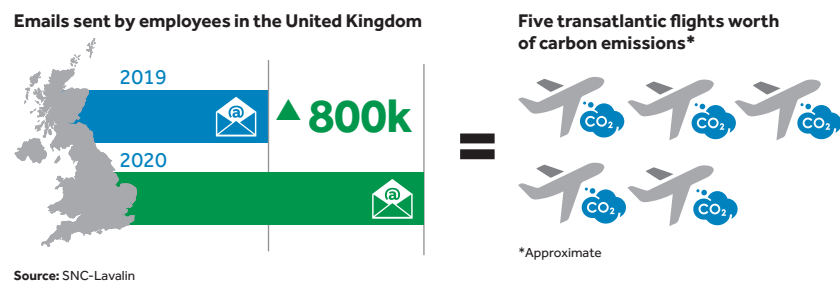 Emails sent by employees in the United Kingdom
2019
@
▲ 800k
2020
@
=
Five transatlantic flights worth
of carbon emissions*
CO₂
CO₂
CO₂
CO₂
CO₂
*Approximate
Source: SNC-Lavalin